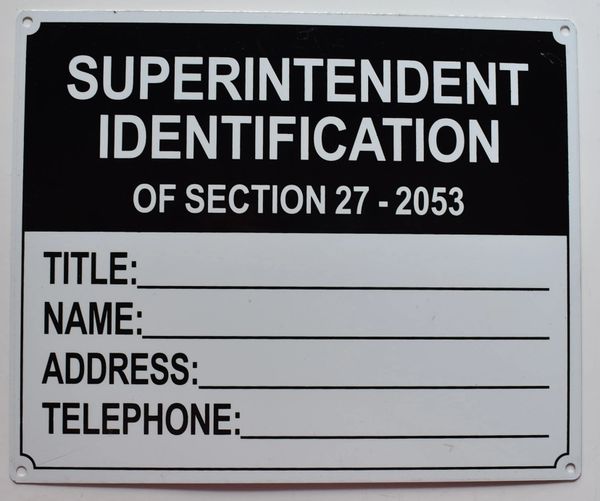 SUPERINTENDENT
IDENTIFICATION
OF SECTION 27 - 2053
TITLE:
NAME:
ADDRESS:
TELEPHONE: